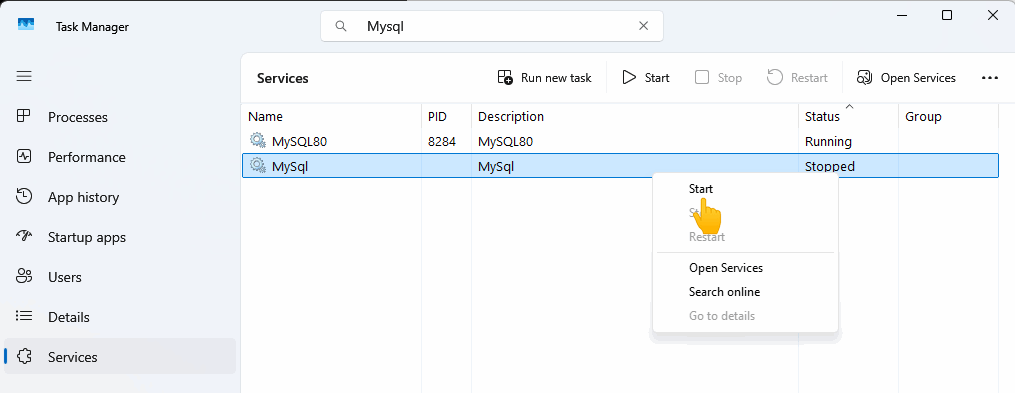 Task Manager
Mysql
Services
Run new task
Start
Stop
Restart
Open Services
Processes
Performance
App history
Startup apps
Users
Details
Services
Name PID Description Status Group
MySQL80 8284 MySQL80 Running
MySql MySql Stopped
Start
Restart
Open Services
Search online
Go to details